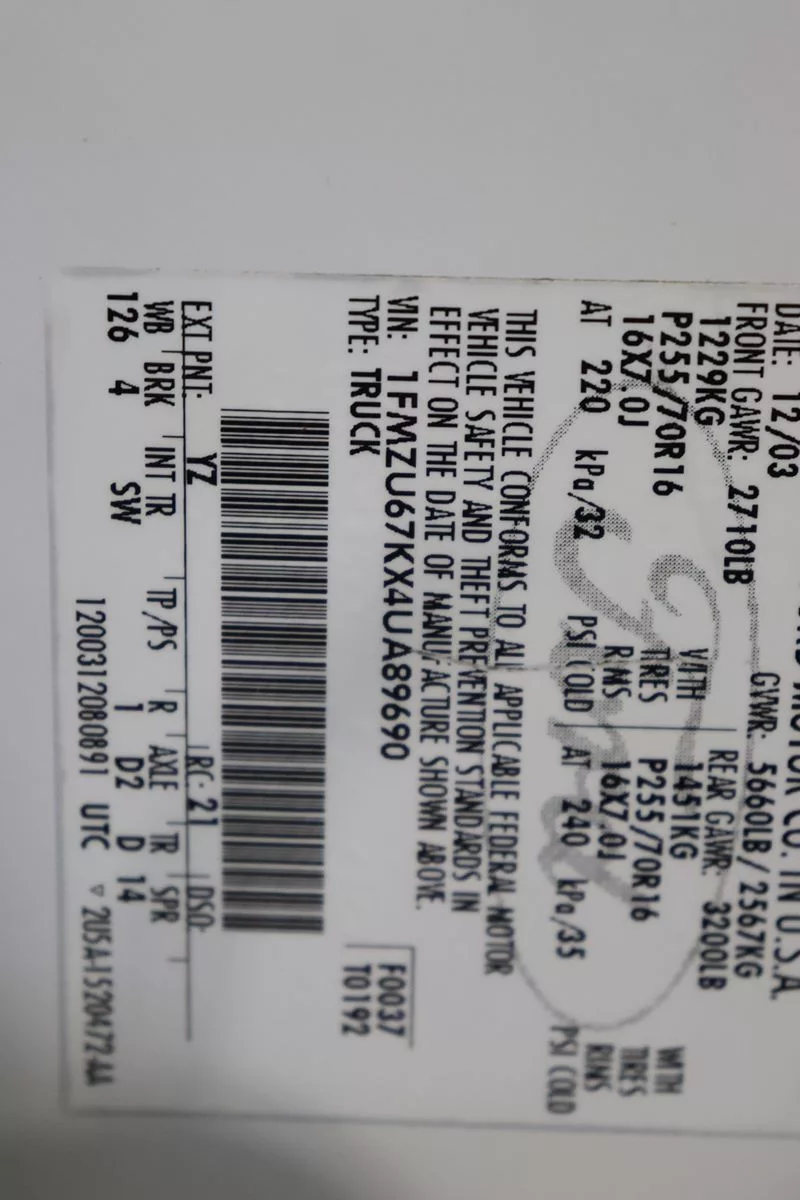 MOTOR CO. IN U.S.A.
DATE: 12/03 GVWR: 5660LB / 2567KG
FRONT GAWR: 2710LB REAR GAWR: 3200LB
1229KG WITH 1451KG WITH
P255/70R16 TIRES P255/70R16 TIRES
16X7.0J RIMS 16X7.0J RIMS
AT 220 kPa/32 PSI COLD AT 240 kPa/35 PSI COLD
THIS VEHICLE CONFORMS TO ALL APPLICABLE FEDERAL MOTOR
VEHICLE SAFETY AND THEFT PREVENTION STANDARDS IN
EFFECT ON THE DATE OF MANUFACTURE SHOWN ABOVE.
VIN: 1FMZU67KX4UA89690
TYPE: TRUCK
F0037
T0192
EXT PNT: YZ RC: 21 DSO:
WB BRK INT TR TP/PS R AXLE TR SPR
126 4 SW 1 D2 D 14
1200312080891 UTC ▽ 2U5A-1520472-AA